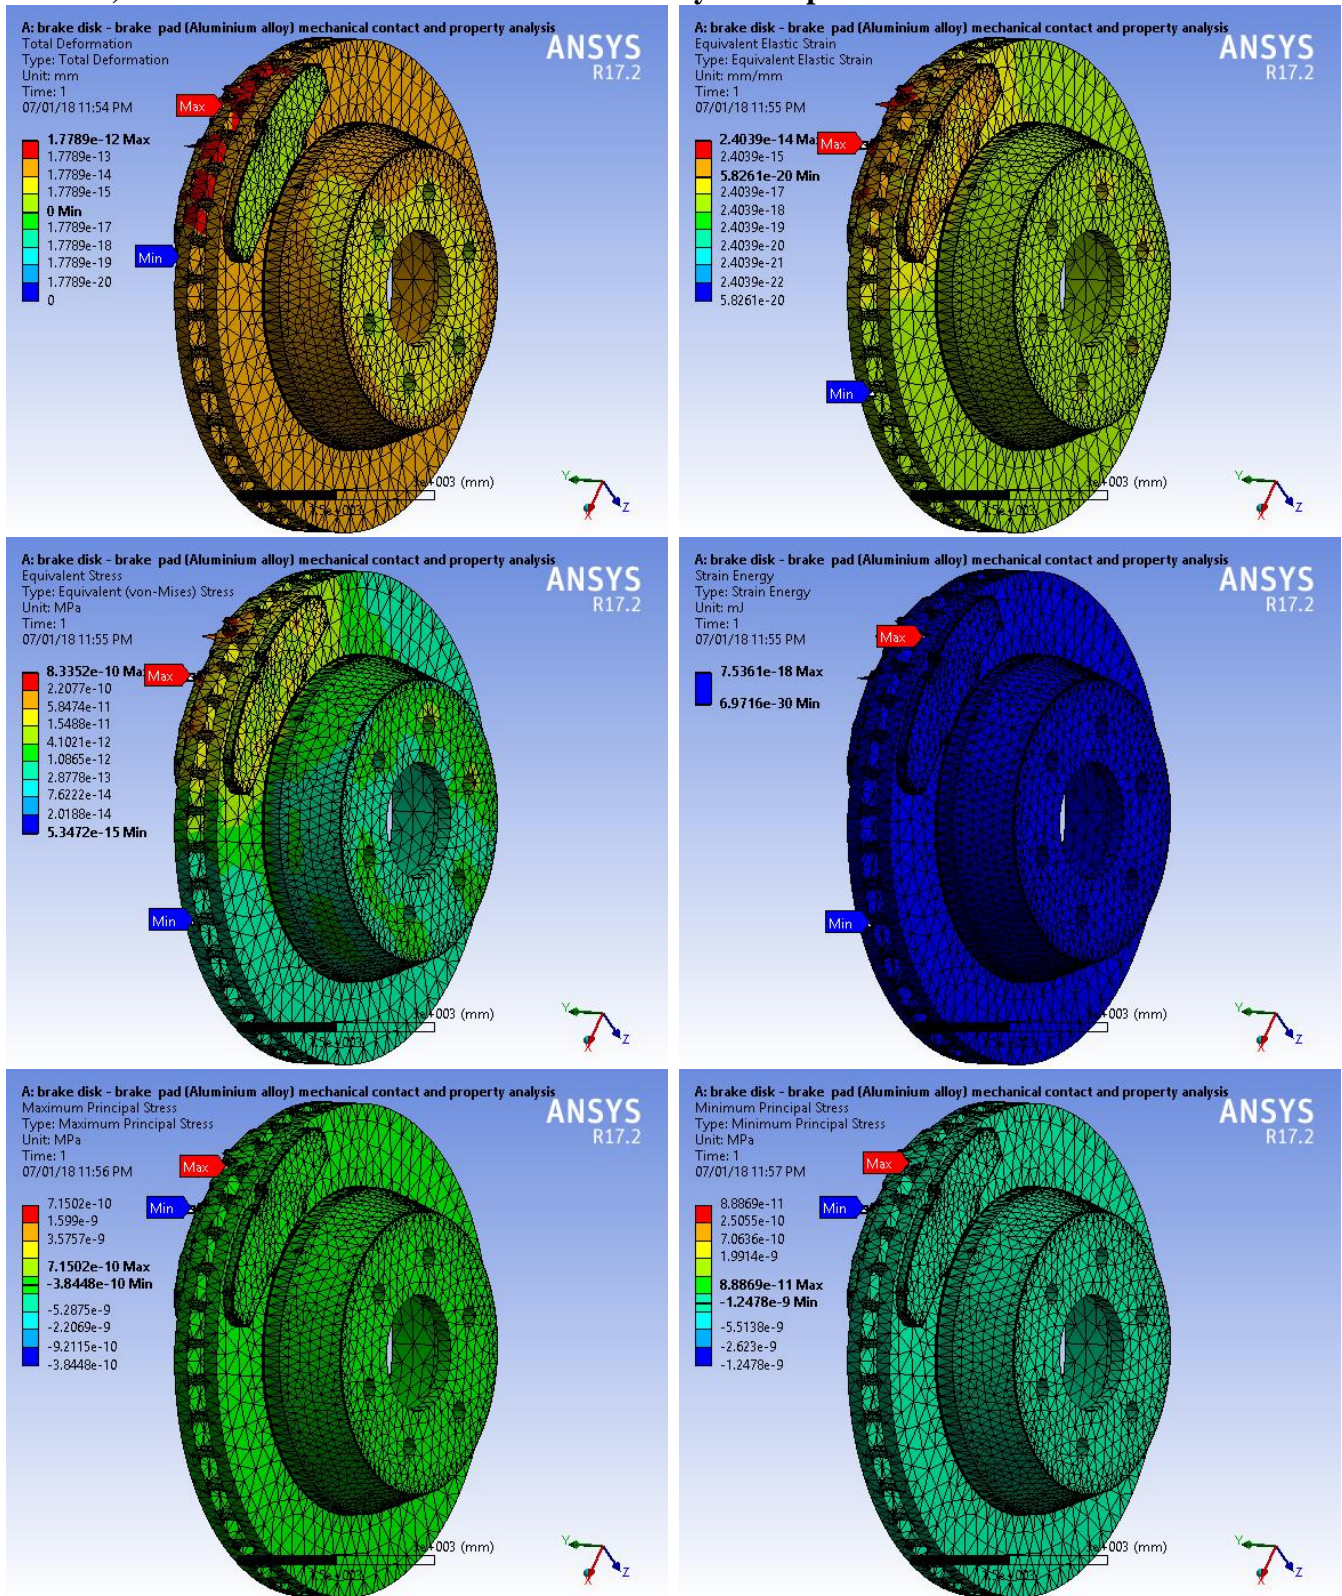 A: brake disk - brake pad (Aluminium alloy) mechanical contact and property analysis
Total Deformation
Type: Total Deformation
Unit: mm
Time: 1
07/01/18 11:54 PM
ANSYS
R17.2
Max
1.7789e-12 Max
1.7789e-13
1.7789e-14
1.7789e-15
0 Min
1.7789e-17
1.7789e-18
1.7789e-19
1.7789e-20
0
Min
e+003 (mm)
Y
X
Z
A: brake disk - brake pad (Aluminium alloy) mechanical contact and property analysis
Equivalent Elastic Strain
Type: Equivalent Elastic Strain
Unit: mm/mm
Time: 1
07/01/18 11:55 PM
ANSYS
R17.2
2.4039e-14 Ma
Max
2.4039e-15
5.8261e-20 Min
2.4039e-17
2.4039e-18
2.4039e-19
2.4039e-20
2.4039e-21
2.4039e-22
5.8261e-20
Min
e+003 (mm)
Y
X
Z
A: brake disk - brake pad (Aluminium alloy) mechanical contact and property analysis
Equivalent Stress
Type: Equivalent (von-Mises) Stress
Unit: MPa
Time: 1
07/01/18 11:55 PM
ANSYS
R17.2
8.3352e-10 Ma
Max
2.2077e-10
5.8474e-11
1.5488e-11
4.1021e-12
1.0865e-12
2.8778e-13
7.6222e-14
2.0188e-14
5.3472e-15 Min
Min
e+003 (mm)
Y
X
Z
A: brake disk - brake pad (Aluminium alloy) mechanical contact and property analysis
Strain Energy
Type: Strain Energy
Unit: mJ
Time: 1
07/01/18 11:55 PM
ANSYS
R17.2
Max
7.5361e-18 Max
6.9716e-30 Min
Min
e+003 (mm)
Y
X
Z
A: brake disk - brake pad (Aluminium alloy) mechanical contact and property analysis
Maximum Principal Stress
Type: Maximum Principal Stress
Unit: MPa
Time: 1
07/01/18 11:56 PM
ANSYS
R17.2
Max
Min
7.1502e-10
1.599e-9
3.5757e-9
7.1502e-10 Max
-3.8448e-10 Min
-5.2875e-9
-2.2069e-9
-9.2115e-10
-3.8448e-10
e+003 (mm)
Y
X
Z
A: brake disk - brake pad (Aluminium alloy) mechanical contact and property analysis
Minimum Principal Stress
Type: Minimum Principal Stress
Unit: MPa
Time: 1
07/01/18 11:57 PM
ANSYS
R17.2
Max
Min
8.8869e-11
2.5055e-10
7.0636e-10
1.9914e-9
8.8869e-11 Max
-1.2478e-9 Min
-5.5138e-9
-2.623e-9
-1.2478e-9
e+003 (mm)
Y
X
Z